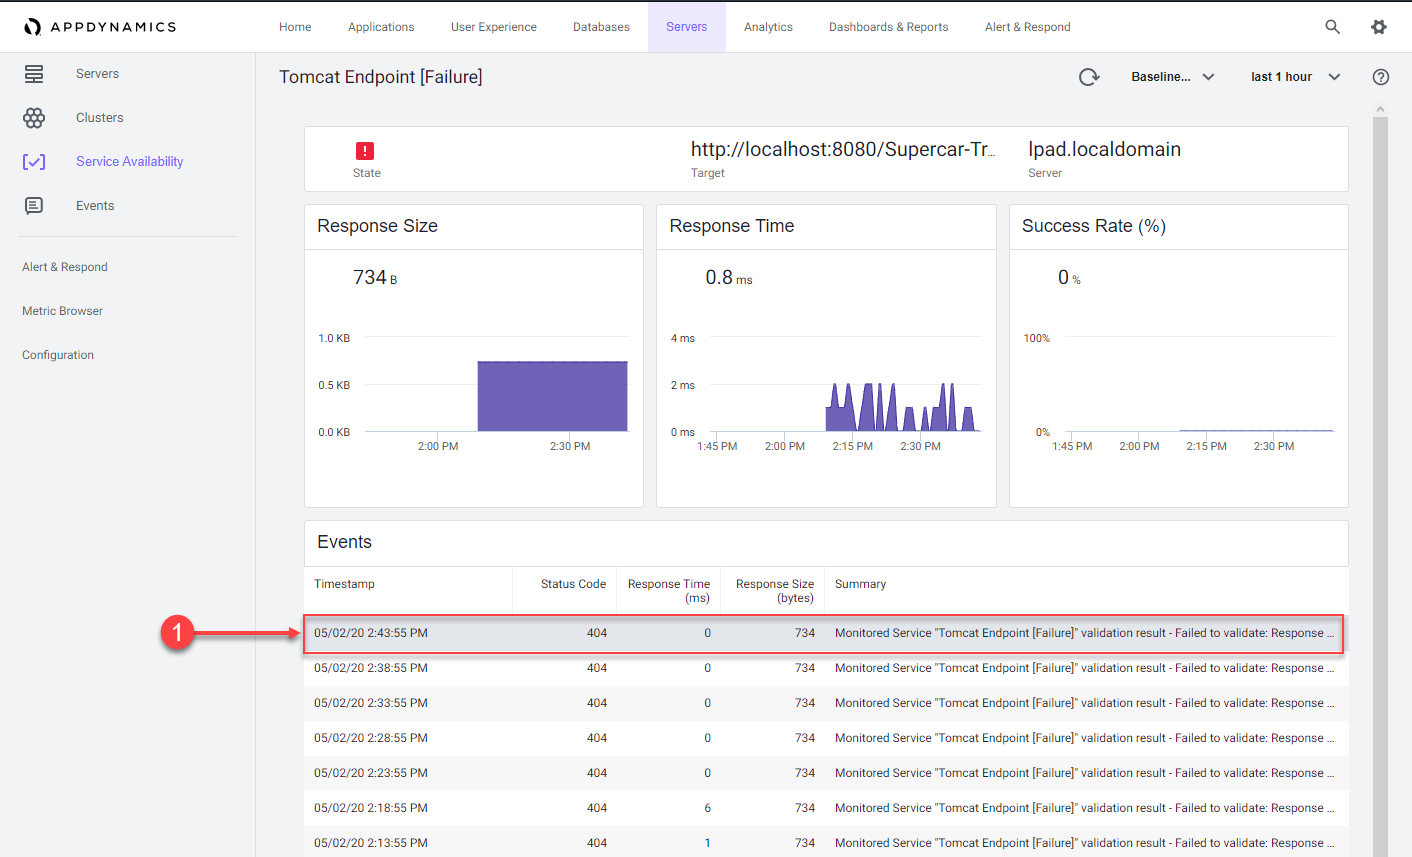 APPDYNAMICS
Home
Applications
User Experience
Databases
Servers
Analytics
Dashboards & Reports
Alert & Respond
Servers
Clusters
Service Availability
Events
Alert & Respond
Metric Browser
Configuration
Tomcat Endpoint [Failure]
Baseline...
last 1 hour
?
!
State
http://localhost:8080/Supercar-Tr...
Target
lpad.localdomain
Server
Response Size
734 B
1.0 KB
0.5 KB
0.0 KB
2:00 PM
2:30 PM
Response Time
0.8 ms
4 ms
2 ms
0 ms
1:45 PM
2:00 PM
2:15 PM
2:30 PM
Success Rate (%)
0 %
100%
0%
1:45 PM
2:00 PM
2:15 PM
2:30 PM
Events
Timestamp
Status Code
Response Time
(ms)
Response Size
(bytes)
Summary
1
05/02/20 2:43:55 PM 404 0 734 Monitored Service "Tomcat Endpoint [Failure]" validation result - Failed to validate: Response ...
05/02/20 2:38:55 PM 404 0 734 Monitored Service "Tomcat Endpoint [Failure]" validation result - Failed to validate: Response ...
05/02/20 2:33:55 PM 404 0 734 Monitored Service "Tomcat Endpoint [Failure]" validation result - Failed to validate: Response ...
05/02/20 2:28:55 PM 404 0 734 Monitored Service "Tomcat Endpoint [Failure]" validation result - Failed to validate: Response ...
05/02/20 2:23:55 PM 404 0 734 Monitored Service "Tomcat Endpoint [Failure]" validation result - Failed to validate: Response ...
05/02/20 2:18:55 PM 404 6 734 Monitored Service "Tomcat Endpoint [Failure]" validation result - Failed to validate: Response ...
05/02/20 2:13:55 PM 404 1 734 Monitored Service "Tomcat Endpoint [Failure]" validation result - Failed to validate: Response ...